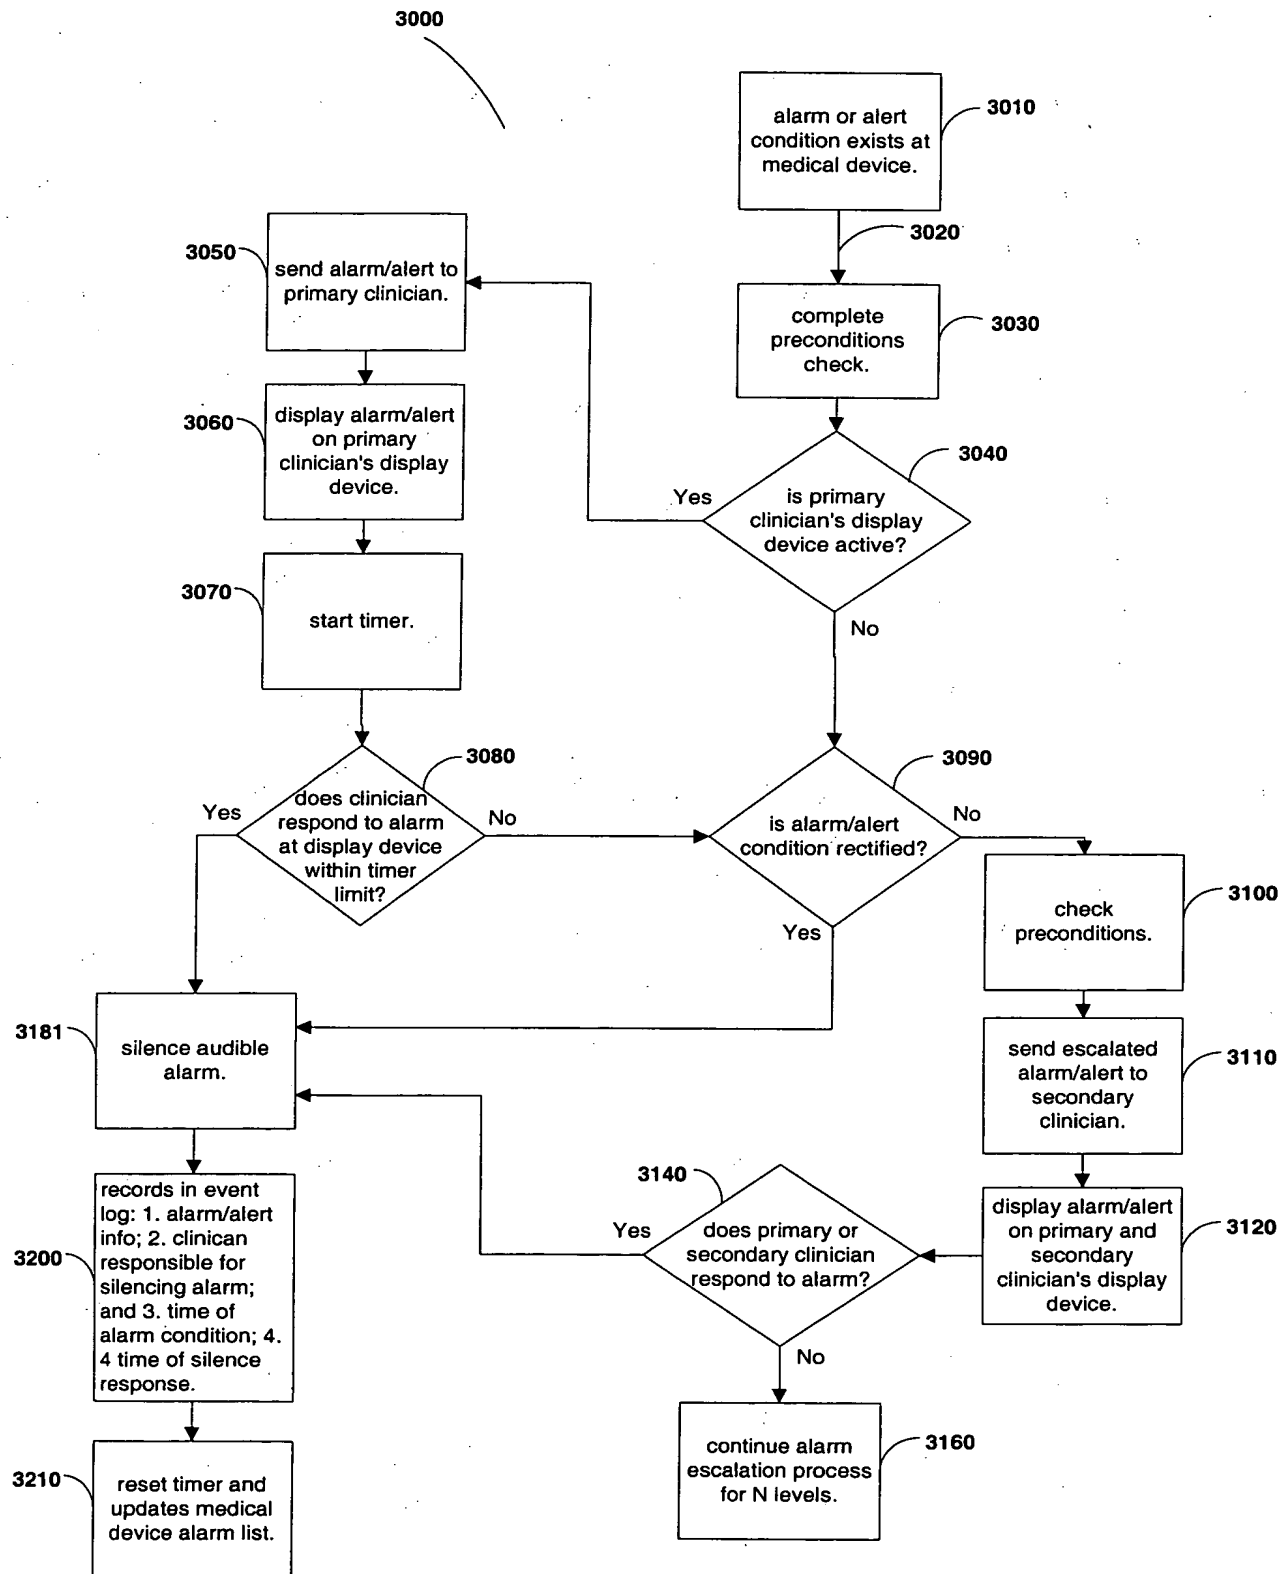 3000
alarm or alert
condition exists at
medical device.
3010
3020
complete
preconditions
check.
3030
is primary
clinician's display
device active?
3040
Yes
No
send alarm/alert to
primary clinician.
3050
display alarm/alert
on primary
clinician's display
device.
3060
start timer.
3070
does clinician
respond to alarm
at display device
within timer
limit?
3080
Yes
No
is alarm/alert
condition rectified?
3090
No
Yes
check
preconditions.
3100
send escalated
alarm/alert to
secondary
clinician.
3110
display alarm/alert
on primary and
secondary
clinician's display
device.
3120
does primary or
secondary clinician
respond to alarm?
3140
Yes
No
continue alarm
escalation process
for N levels.
3160
silence audible
alarm.
3181
records in event
log: 1. alarm/alert
info; 2. clinican
responsible for
silencing alarm;
and 3. time of
alarm condition; 4.
4 time of silence
response.
3200
reset timer and
updates medical
device alarm list.
3210